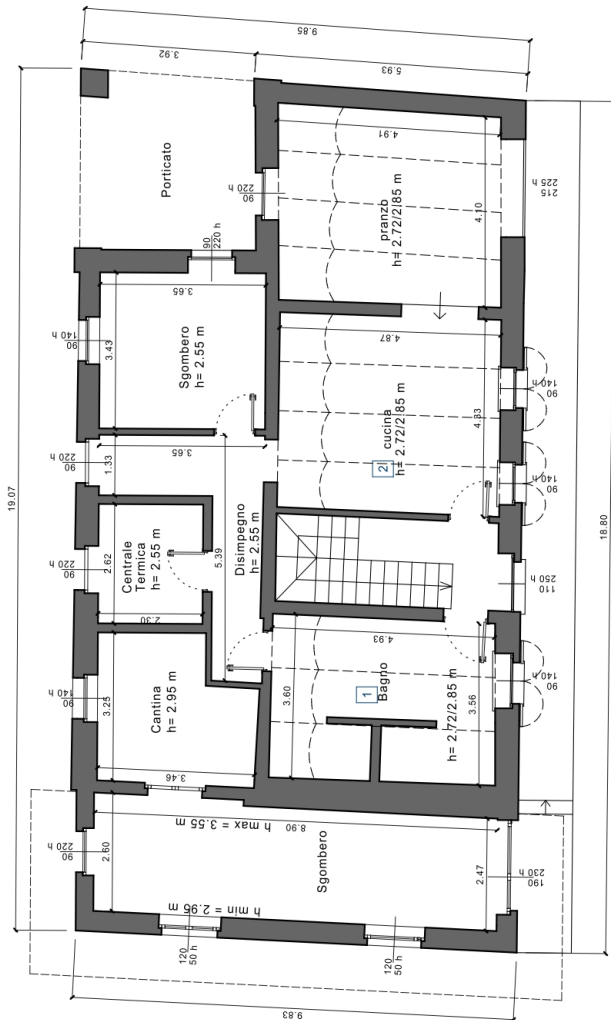 9.85
3.92
5.93
19.07
Porticato
220 h
90
4.91
pranzo
h= 2.72/2.85 m
4.10
225 h
215
90
220 h
3.65
Sgombero
h= 2.55 m
3.43
140 h
90
4.87
cucina
h= 2.72/2.85 m
4.33
2
140 h
90
140 h
90
3.65
1.33
220 h
90
Disimpegno
h= 2.55 m
5.39
Centrale
Termica
h= 2.55 m
2.62
2.30
220 h
90
250 h
110
18.80
4.93
Bagno
1
h= 2.72/2.85 m
3.60
3.56
140 h
90
Cantina
h= 2.95 m
3.25
3.46
140 h
90
h max = 3.55 m
8.90
Sgombero
2.60
2.47
220 h
90
230 h
190
h min = 2.95 m
120
50 h
120
50 h
9.83